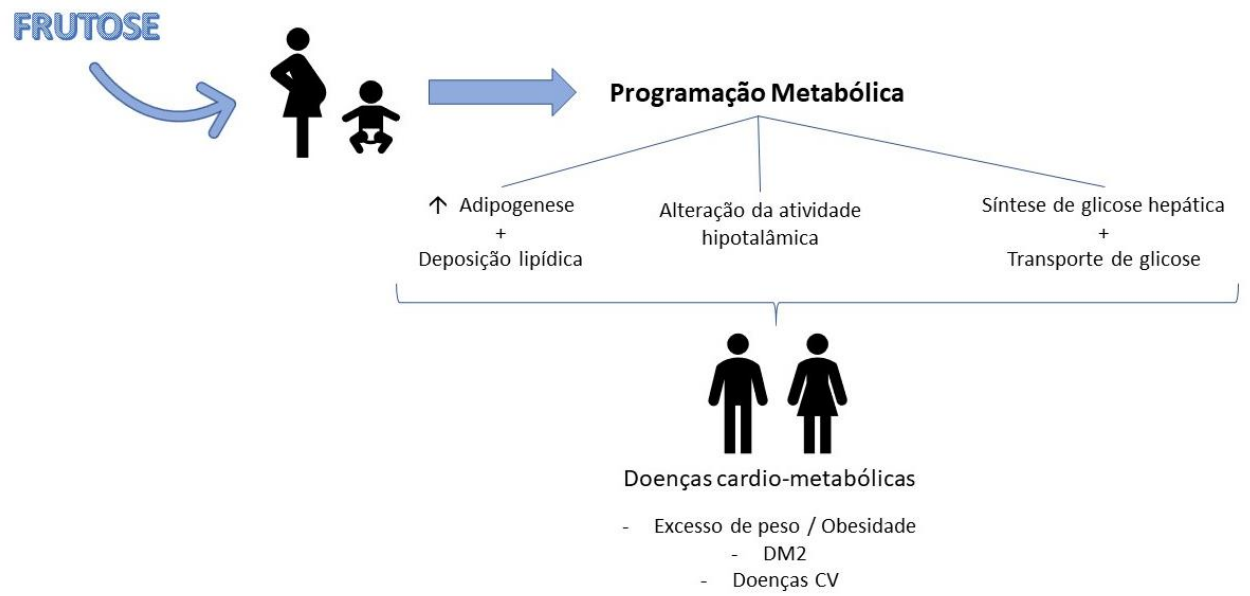 FRUTOSE
Programação Metabólica
↑ Adipogenese
+
Deposição lipídica
Alteração da atividade
hipotalâmica
Síntese de glicose hepática
+
Transporte de glicose
Doenças cardio-metabólicas
- Excesso de peso / Obesidade
- DM2
- Doenças CV